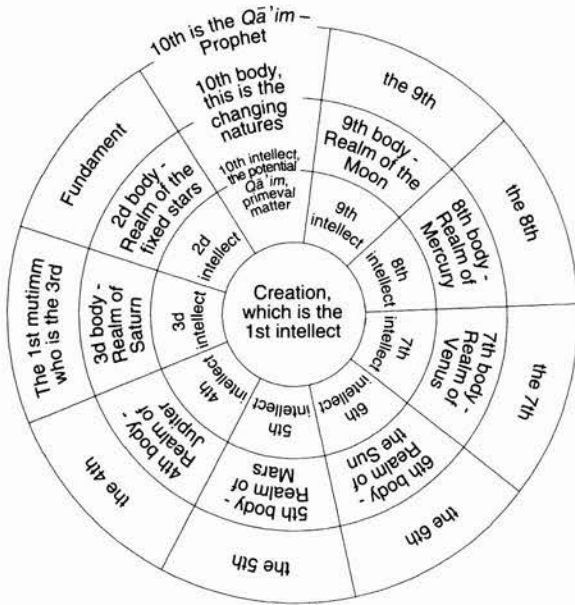 10th is the Qā’im –
Prophet
10th body,
this is the
changing
natures
10th intellect,
the potential
Qā’im,
primeval
matter
the 9th
9th body -
Realm of the
Moon
9th intellect
the 8th
8th body -
Realm of
Mercury
8th
intellect
the 7th
7th body -
Realm of
Venus
7th
intellect
the 6th
6th body -
Realm of
the Sun
6th
intellect
the 5th
5th body -
Realm of
Mars
5th
intellect
the 4th
4th body -
Realm of
Jupiter
4th
intellect
The 1st mutimm
who is the 3rd
3d body -
Realm of
Saturn
3d
intellect
Fundament
2d body -
Realm of the
fixed stars
2d
intellect
Creation,
which is the
1st intellect